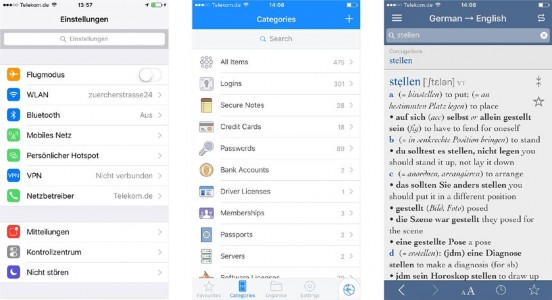 Telekom.de
13:57
Einstellungen
Einstellungen
Flugmodus
WLAN zuercherstrasse24
Bluetooth Aus
Mobiles Netz
Persönlicher Hotspot
VPN Nicht verbunden
Netzbetreiber Telekom.de
Mitteilungen
Kontrollzentrum
Nicht stören
Telekom.de
14:06
Categories
Search
All Items 475
Logins 301
Secure Notes 28
Credit Cards 18
Passwords 69
Bank Accounts 2
Driver Licenses 1
Memberships 3
Passports 2
Servers 2
Software Licenses
Favourites Categories Organise Settings
Telekom.de
14:08
German → English
stellen
Conjugations
stellen
stellen [ˈʃtɛlən] VT
a (= hinstellen) to put; (= an
bestimmten Platz legen) to place
• auf sich (acc) selbst or allein gestellt
sein (fig) to have to fend for oneself
b (= in senkrechte Position bringen) to stand
• du solltest es stellen, nicht legen you
should stand it up, not lay it down
c (= anordnen, arrangieren) to arrange
• das sollten Sie anders stellen you
should put it in a different position
• gestellt (Bild, Foto) posed
• die Szene war gestellt they posed for the
scene
• eine gestellte Pose a pose
d (= erstellen): (jdm) eine Diagnose
stellen to make a diagnosis (for sb)
• jdm sein Horoskop stellen to draw up
AA